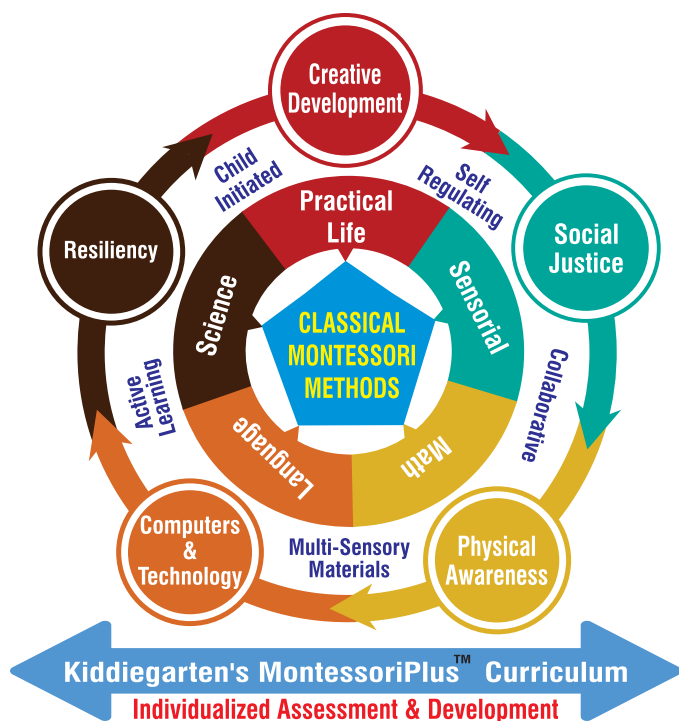 Creative
Development
Child
Initiated
Self
Regulating
Practical
Life
Resiliency
Social
Justice
Science
Sensorial
CLASSICAL
MONTESSORI
METHODS
Active
Learning
Collaborative
Language
Math
Computers
&
Technology
Multi-Sensory
Materials
Physical
Awareness
Kiddiegarten's MontessoriPlus™ Curriculum
Individualized Assessment & Development